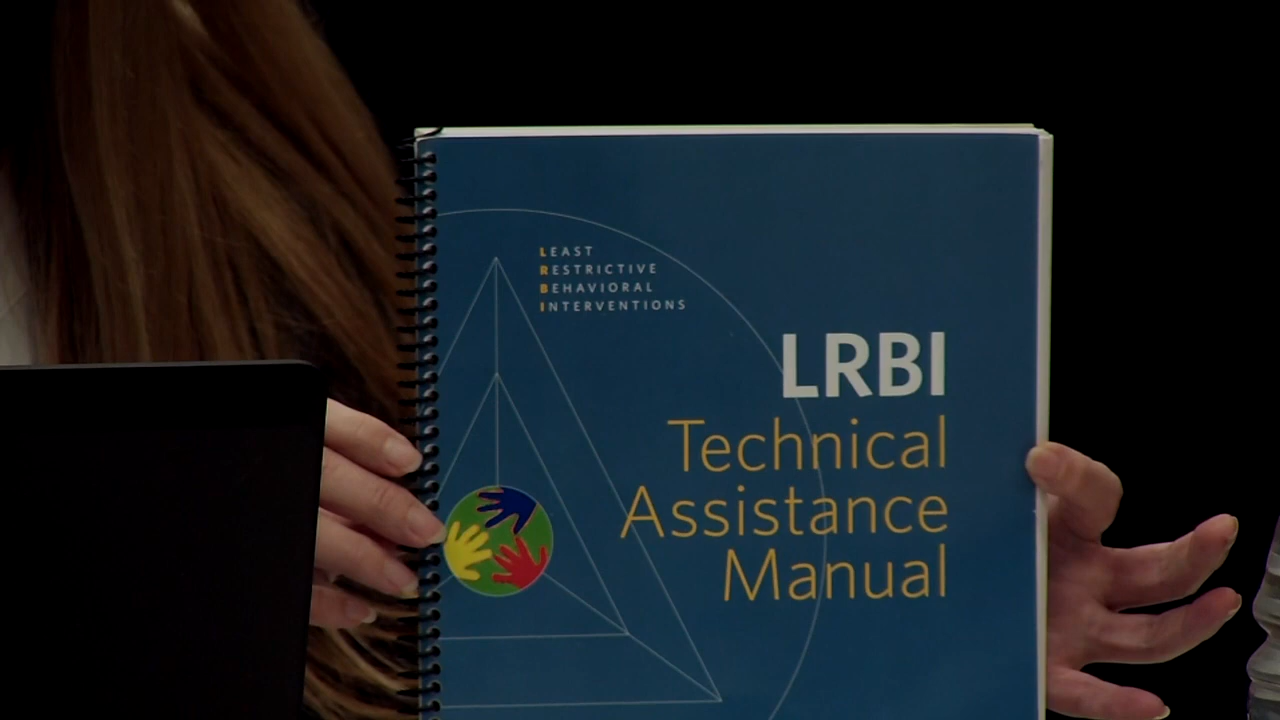 LEAST
RESTRICTIVE
BEHAVIORAL
INTERVENTIONS
LRBI
Technical
Assistance
Manual